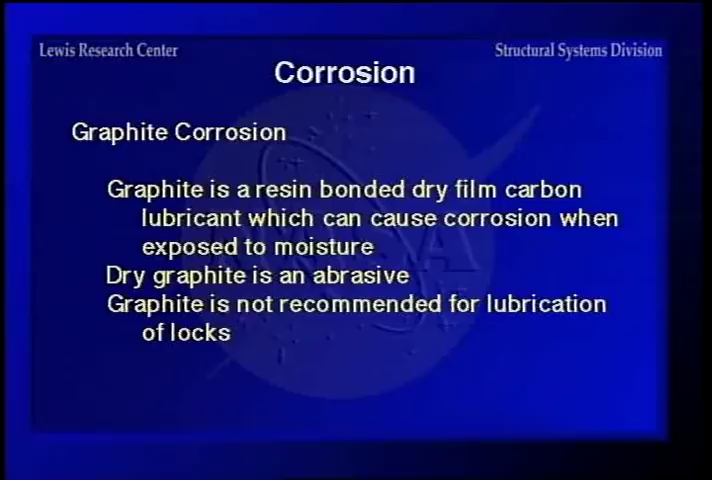 Lewis Research Center
Structural Systems Division
Corrosion
Graphite Corrosion
Graphite is a resin bonded dry film carbon
lubricant which can cause corrosion when
exposed to moisture
Dry graphite is an abrasive
Graphite is not recommended for lubrication
of locks